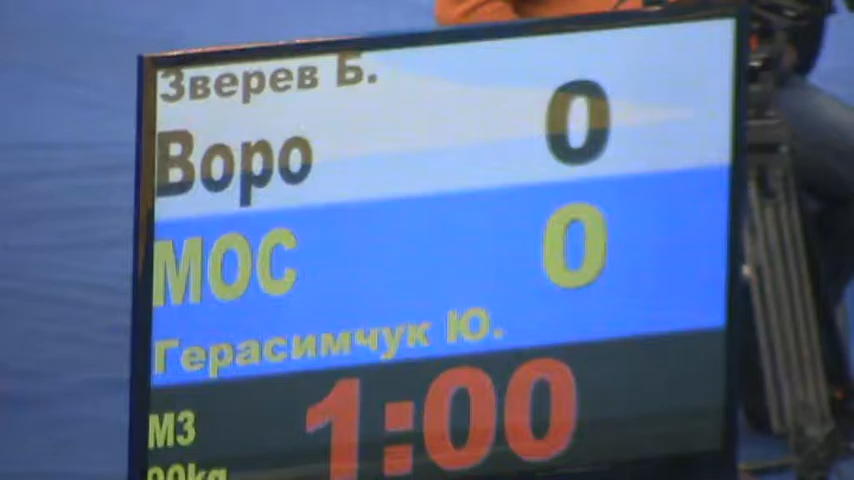 Зверев Б.
Воро 0
МОС 0
Герасимчук Ю.
1:00
М3